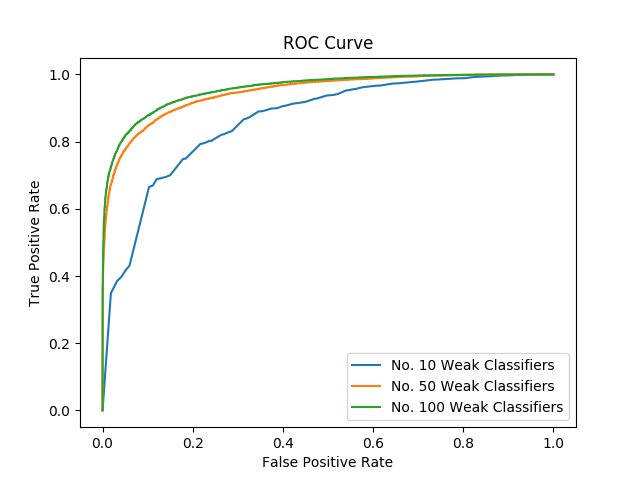 ROC Curve
True Positive Rate
1.0
0.8
0.6
0.4
0.2
0.0
No. 10 Weak Classifiers
No. 50 Weak Classifiers
No. 100 Weak Classifiers
0.0 0.2 0.4 0.6 0.8 1.0
False Positive Rate